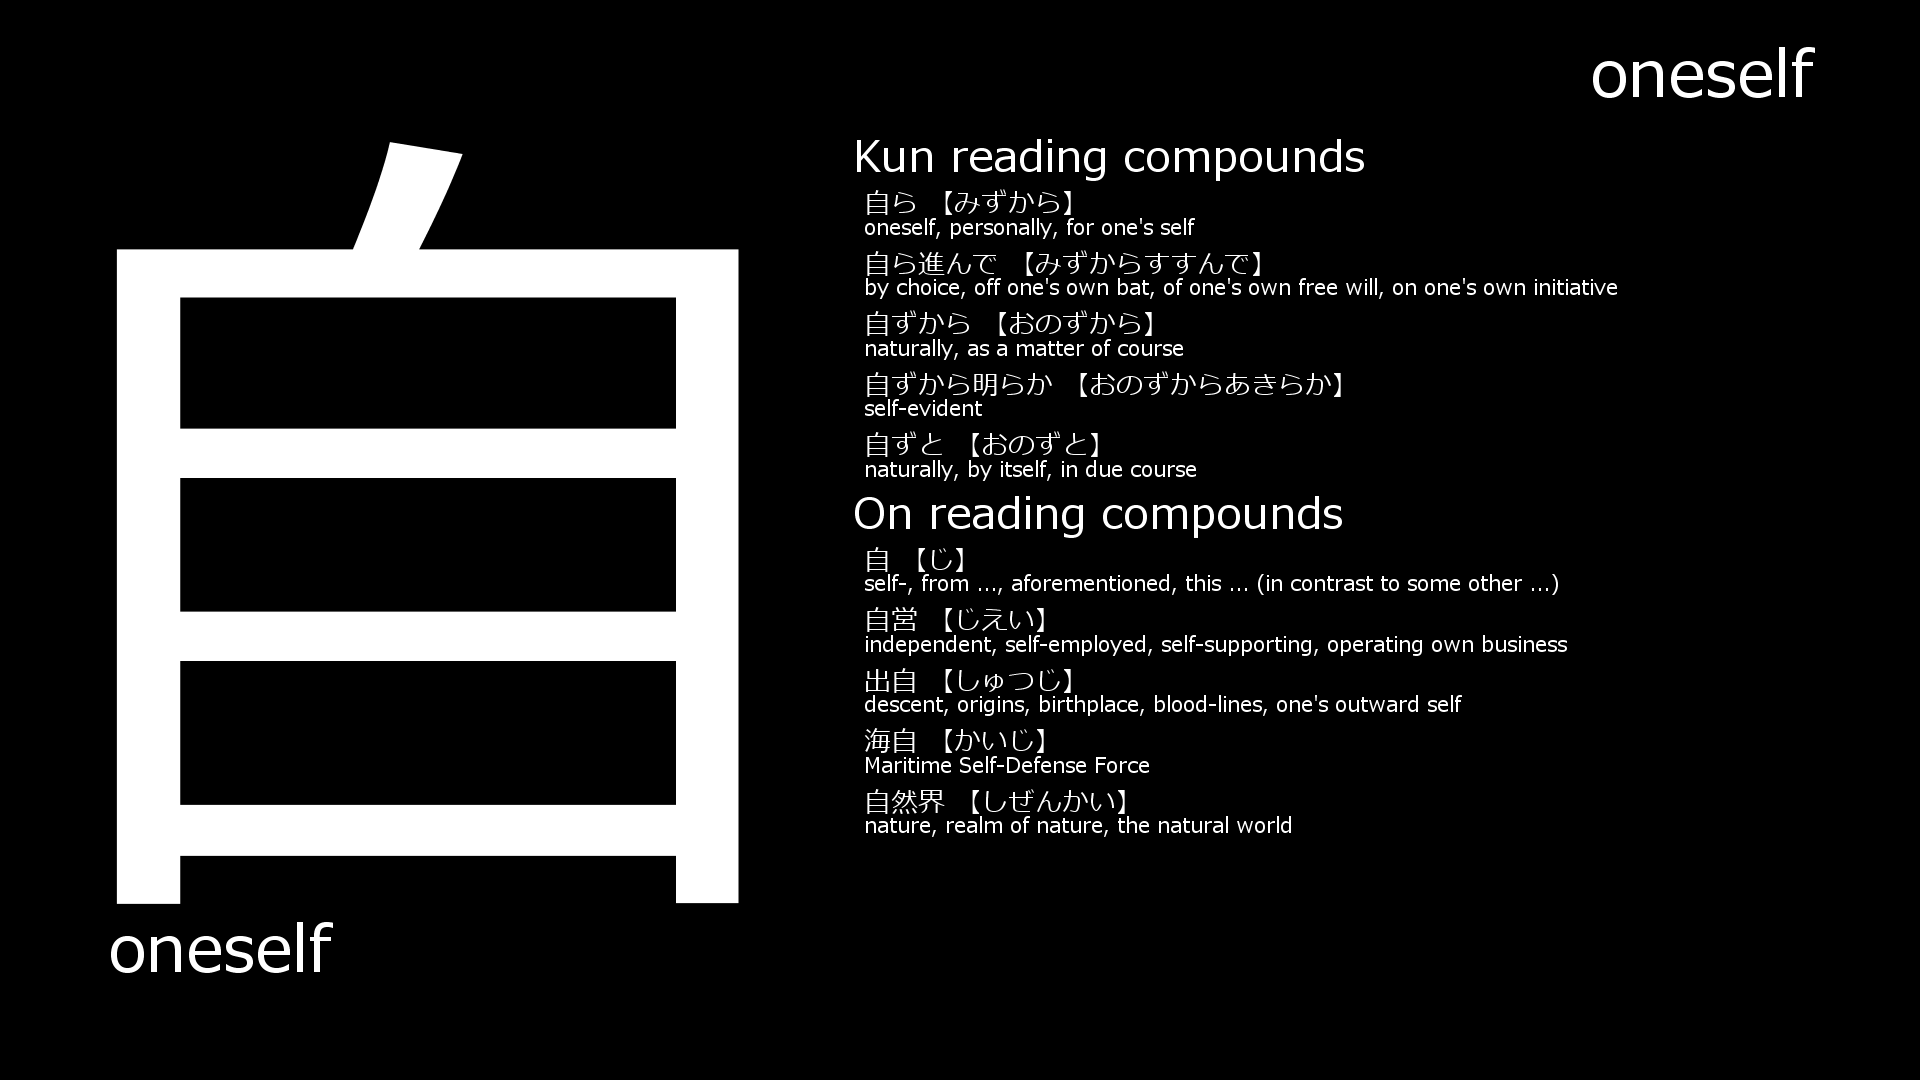 oneself
自
oneself
Kun reading compounds
自ら 【みずから】
oneself, personally, for one's self
自ら進んで 【みずからすすんで】
by choice, off one's own bat, of one's own free will, on one's own initiative
自ずから 【おのずから】
naturally, as a matter of course
自ずから明らか 【おのずからあきらか】
self-evident
自ずと 【おのずと】
naturally, by itself, in due course
On reading compounds
自 【じ】
self-, from ..., aforementioned, this ... (in contrast to some other ...)
自営 【じえい】
independent, self-employed, self-supporting, operating own business
出自 【しゅつじ】
descent, origins, birthplace, blood-lines, one's outward self
海自 【かいじ】
Maritime Self-Defense Force
自然界 【しぜんかい】
nature, realm of nature, the natural world